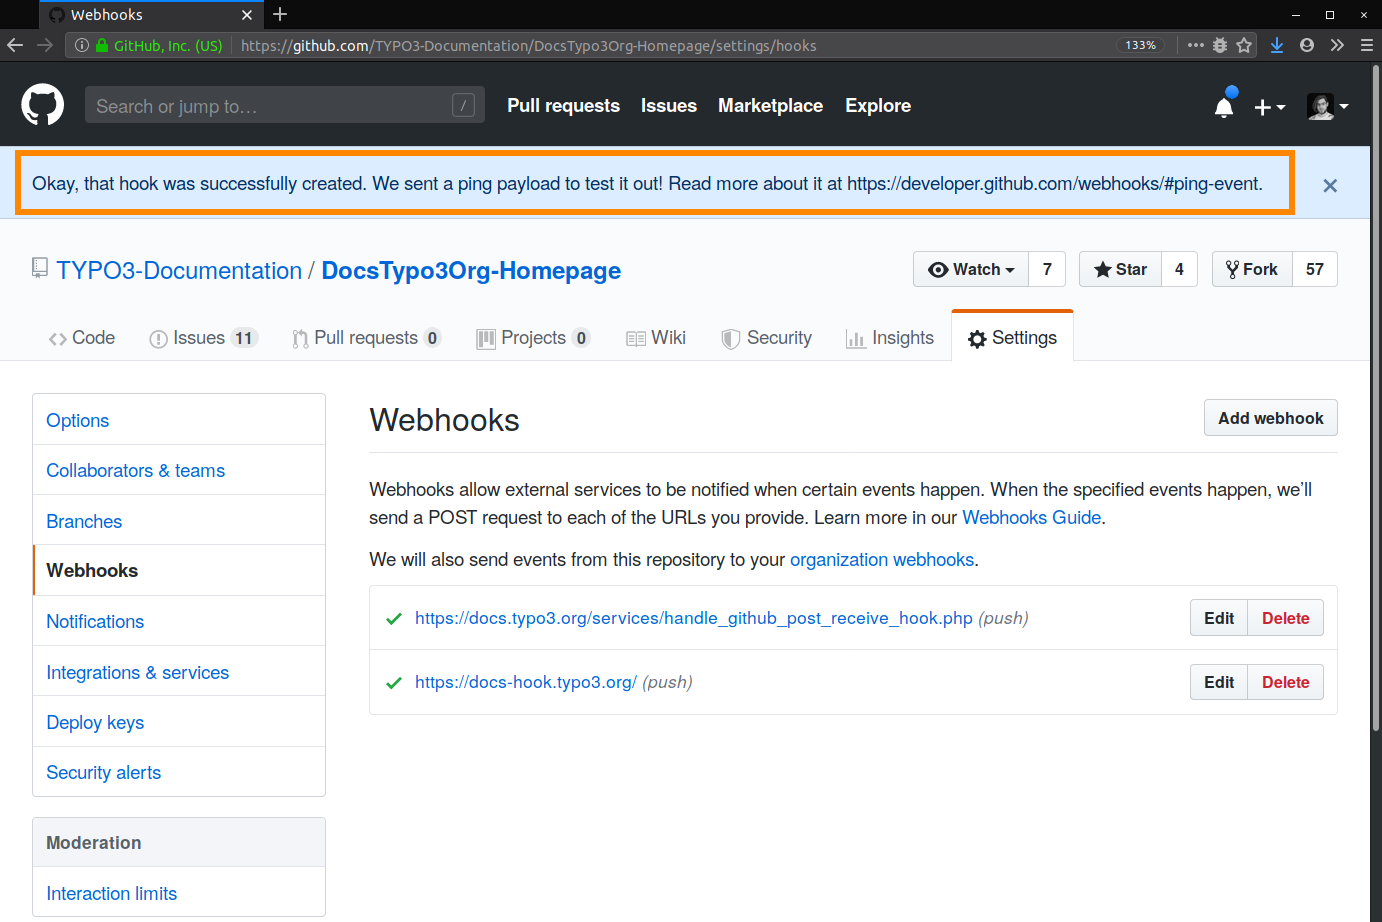 Webhooks
GitHub, Inc. (US)
https://github.com/TYPO3-Documentation/DocsTypo3Org-Homepage/settings/hooks
133%
Search or jump to…
/
Pull requests
Issues
Marketplace
Explore
Okay, that hook was successfully created. We sent a ping payload to test it out! Read more about it at https://developer.github.com/webhooks/#ping-event.
TYPO3-Documentation / DocsTypo3Org-Homepage
Watch 7
Star 4
Fork 57
Code
Issues 11
Pull requests 0
Projects 0
Wiki
Security
Insights
Settings
Options
Collaborators & teams
Branches
Webhooks
Notifications
Integrations & services
Deploy keys
Security alerts
Moderation
Interaction limits
Webhooks
Add webhook
Webhooks allow external services to be notified when certain events happen. When the specified events happen, we’ll
send a POST request to each of the URLs you provide. Learn more in our Webhooks Guide.
We will also send events from this repository to your organization webhooks.
https://docs.typo3.org/services/handle_github_post_receive_hook.php (push)
Edit Delete
https://docs-hook.typo3.org/ (push)
Edit Delete